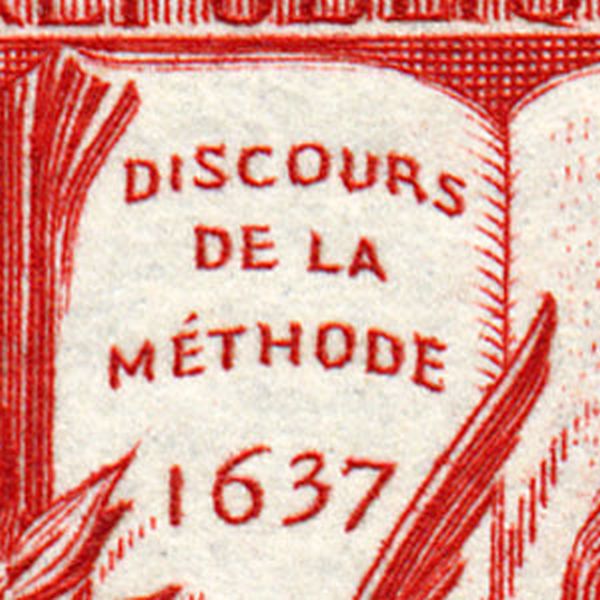 DISCOURS
DE LA
MÉTHODE
1637